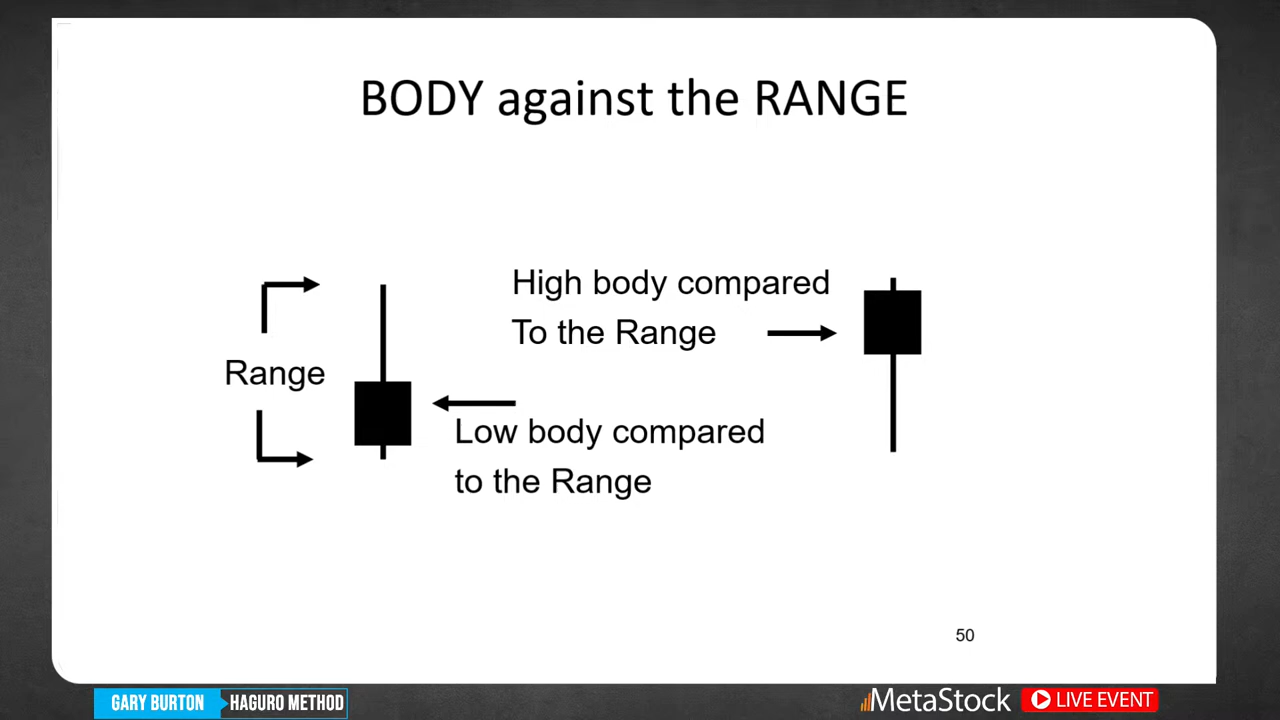 BODY against the RANGE
High body compared
To the Range
Range
Low body compared
to the Range
50
GARY BURTON HAGURO METHOD
MetaStock LIVE EVENT